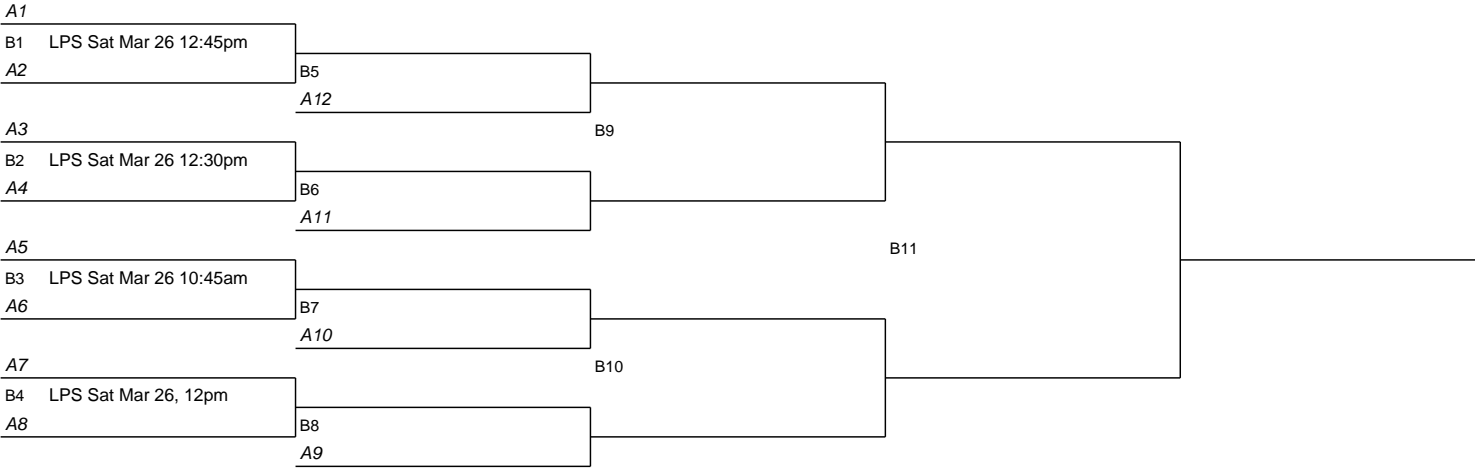 A1
B1 LPS Sat Mar 26 12:45pm
A2
B5
A12
A3
B9
B2 LPS Sat Mar 26 12:30pm
A4
B6
A11
A5
B11
B3 LPS Sat Mar 26 10:45am
A6
B7
A10
A7
B10
B4 LPS Sat Mar 26, 12pm
A8
B8
A9